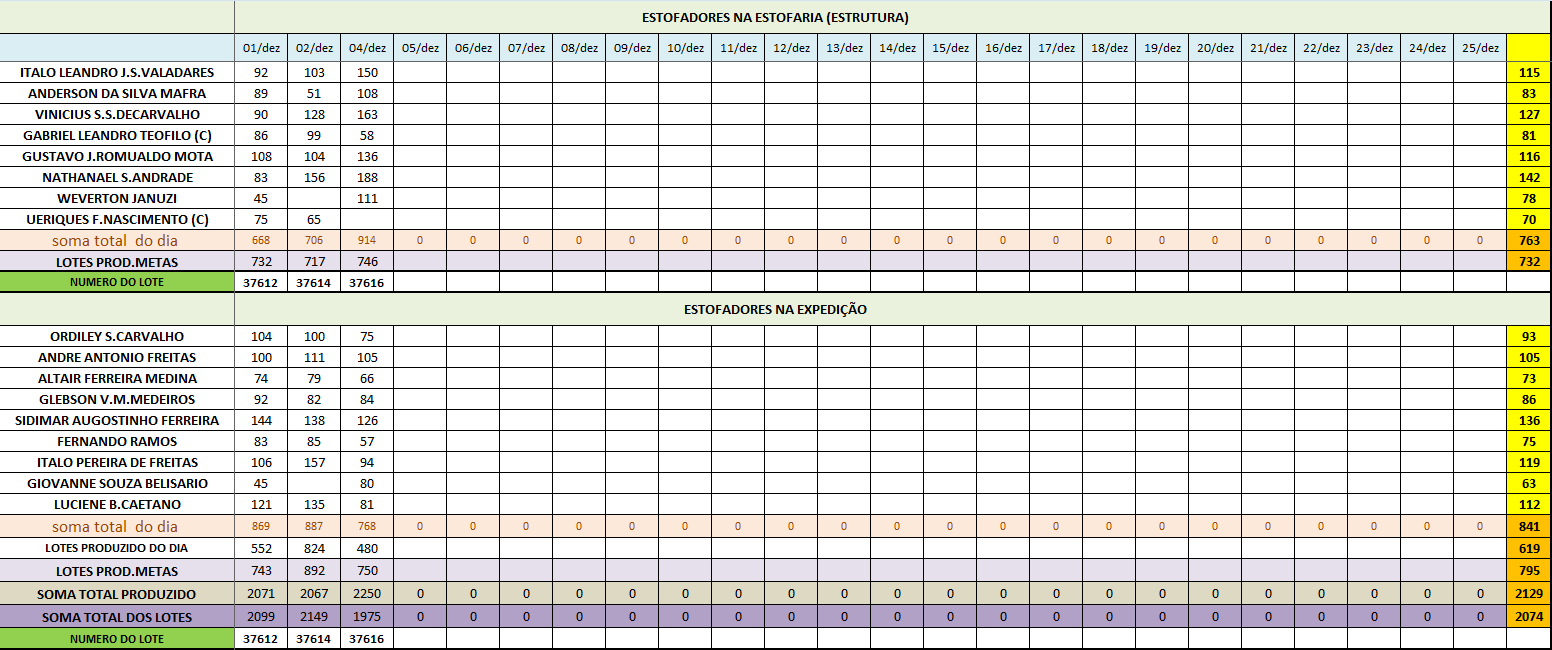 ESTOFADORES NA ESTOFARIA (ESTRUTURA)
01/dez 02/dez 04/dez 05/dez 06/dez 07/dez 08/dez 09/dez 10/dez 11/dez 12/dez 13/dez 14/dez 15/dez 16/dez 17/dez 18/dez 19/dez 20/dez 21/dez 22/dez 23/dez 24/dez 25/dez
ITALO LEANDRO J.S.VALADARES 92 103 150 115
ANDERSON DA SILVA MAFRA 89 51 108 83
VINICIUS S.S.DECARVALHO 90 128 163 127
GABRIEL LEANDRO TEOFILO (C) 86 99 58 81
GUSTAVO J.ROMUALDO MOTA 108 104 136 116
NATHANAEL S.ANDRADE 83 156 188 142
WEVERTON JANUZI 45 111 78
UERIQUES F.NASCIMENTO (C) 75 65 70
soma total do dia 668 706 914 0 0 0 0 0 0 0 0 0 0 0 0 0 0 0 0 0 0 0 0 0 763
LOTES PROD.METAS 732 717 746 732
NUMERO DO LOTE 37612 37614 37616
ESTOFADORES NA EXPEDIÇÃO
ORDILEY S.CARVALHO 104 100 75 93
ANDRE ANTONIO FREITAS 100 111 105 105
ALTAIR FERREIRA MEDINA 74 79 66 73
GLEBSON V.M.MEDEIROS 92 82 84 86
SIDIMAR AUGOSTINHO FERREIRA 144 138 126 136
FERNANDO RAMOS 83 85 57 75
ITALO PEREIRA DE FREITAS 106 157 94 119
GIOVANNE SOUZA BELISARIO 45 80 63
LUCIENE B.CAETANO 121 135 81 112
soma total do dia 869 887 768 0 0 0 0 0 0 0 0 0 0 0 0 0 0 0 0 0 0 0 0 0 841
LOTES PRODUZIDO DO DIA 552 824 480 619
LOTES PROD.METAS 743 892 750 795
SOMA TOTAL PRODUZIDO 2071 2067 2250 0 0 0 0 0 0 0 0 0 0 0 0 0 0 0 0 0 0 0 0 0 2129
SOMA TOTAL DOS LOTES 2099 2149 1975 0 0 0 0 0 0 0 0 0 0 0 0 0 0 0 0 0 0 0 0 0 2074
NUMERO DO LOTE 37612 37614 37616